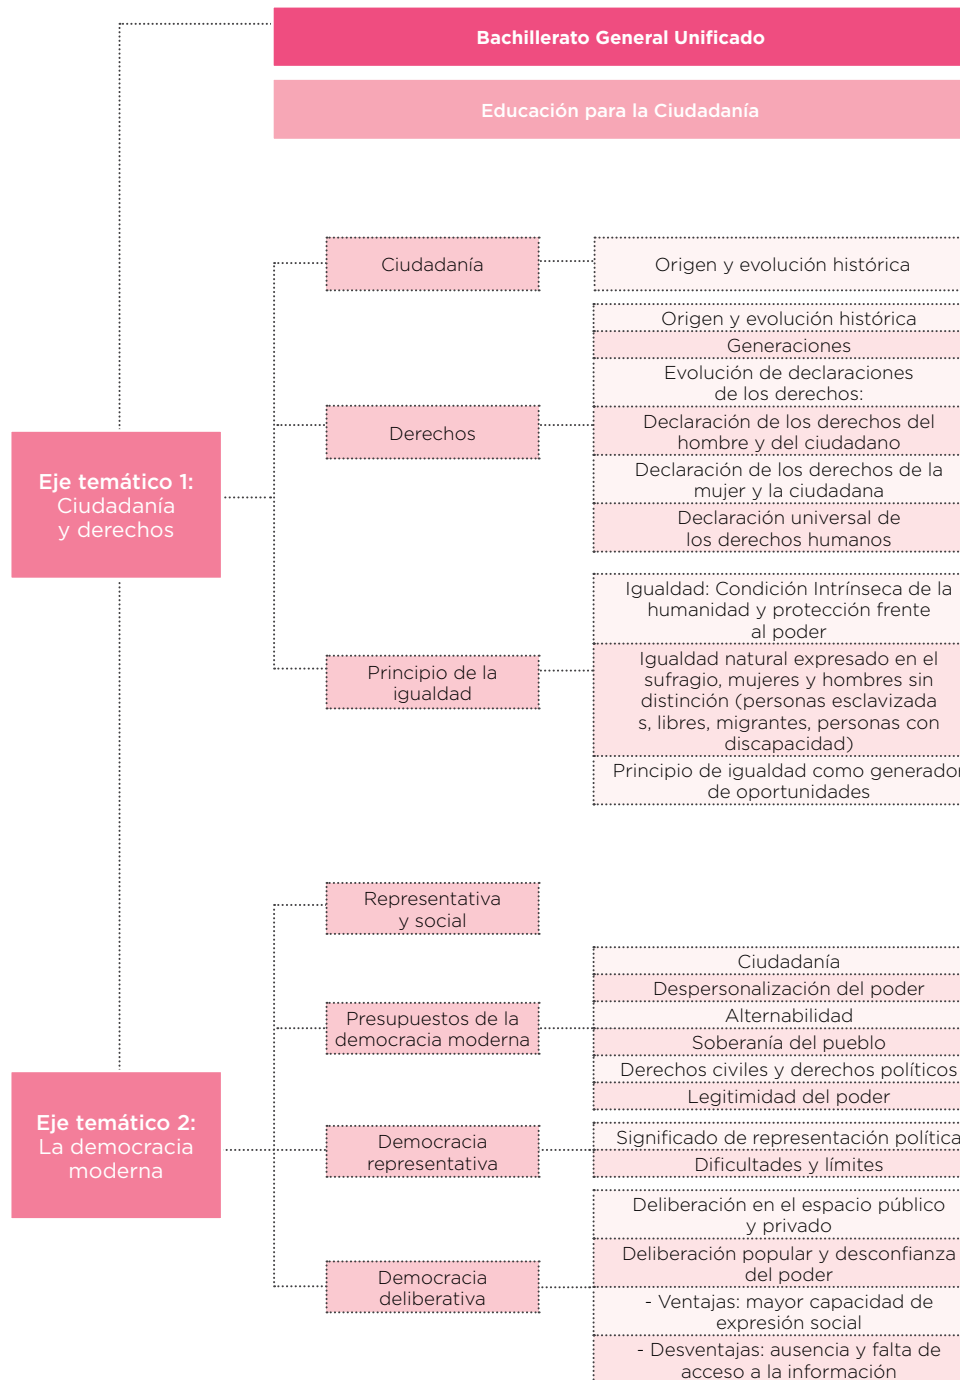 Bachillerato General Unificado
Educación para la Ciudadanía
Eje temático 1:
Ciudadanía
y derechos
Ciudadanía
Origen y evolución histórica
Derechos
Origen y evolución histórica
Generaciones
Evolución de declaraciones
de los derechos:
Declaración de los derechos del
hombre y del ciudadano
Declaración de los derechos de la
mujer y la ciudadana
Declaración universal de
los derechos humanos
Principio de la
igualdad
Igualdad: Condición Intrínseca de la
humanidad y protección frente
al poder
Igualdad natural expresado en el
sufragio, mujeres y hombres sin
distinción (personas esclavizada
s, libres, migrantes, personas con
discapacidad)
Principio de igualdad como generador
de oportunidades
Eje temático 2:
La democracia
moderna
Representativa
y social
Presupuestos de la
democracia moderna
Ciudadanía
Despersonalización del poder
Alternabilidad
Soberanía del pueblo
Derechos civiles y derechos políticos
Legitimidad del poder
Democracia
representativa
Significado de representación política
Dificultades y límites
Democracia
deliberativa
Deliberación en el espacio público
y privado
Deliberación popular y desconfianza
del poder
- Ventajas: mayor capacidad de
expresión social
- Desventajas: ausencia y falta de
acceso a la información